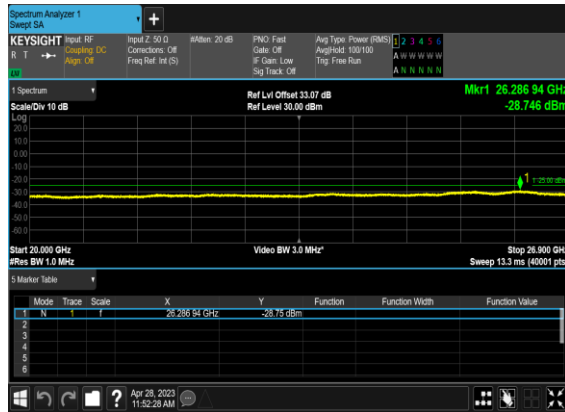 Spectrum Analyzer 1
Swept SA
KEYSIGHT Input: RF Input Z: 50 Ω #Atten: 20 dB PNO: Fast Avg Type: Power (RMS) 1 2 3 4 5 6
R T Coupling: DC Corrections: Off Gate: Off Avg|Hold: 100/100 A W W W W W
Align: Off Freq Ref: Int (S) IF Gain: Low Trig: Free Run
LXI Sig Track: Off A N N N N N
1 Spectrum Ref Lvl Offset 33.07 dB Mkr1 26.286 94 GHz
Scale/Div 10 dB Ref Level 30.00 dBm -28.746 dBm
Log
20.0
10.0
0.00
-10.0
-20.0 1 1 -25.00 dBm
-30.0
-40.0
-50.0
-60.0
Start 20.000 GHz Video BW 3.0 MHz* Stop 26.900 GH
#Res BW 1.0 MHz Sweep 13.3 ms (40001 pts
5 Marker Table
Mode Trace Scale X Y Function Function Width Function Value
1 N 1 f 26.286 94 GHz -28.75 dBm
2
3
4
5
6
? Apr 28, 2023
11:52:28 AM